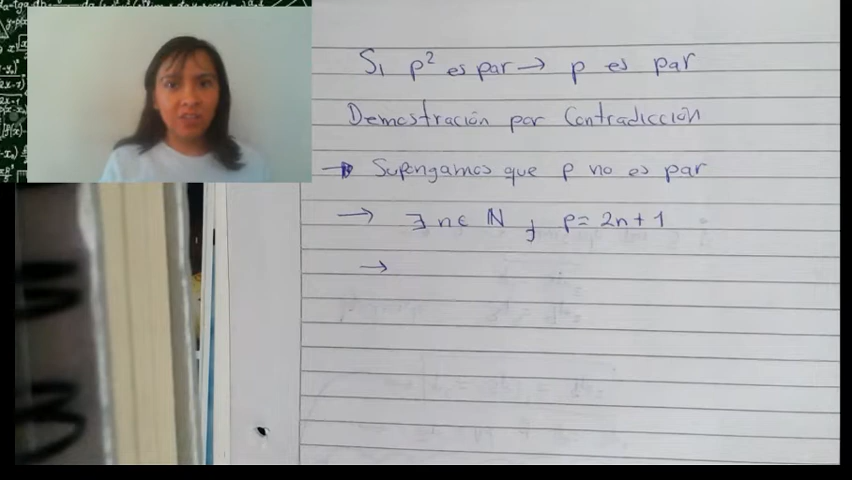 Si p² es par → p es par
Demostración por Contradicción
→ Supongamos que p no es par
→ ∃ n ∈ ℕ ∋ p = 2n + 1
→